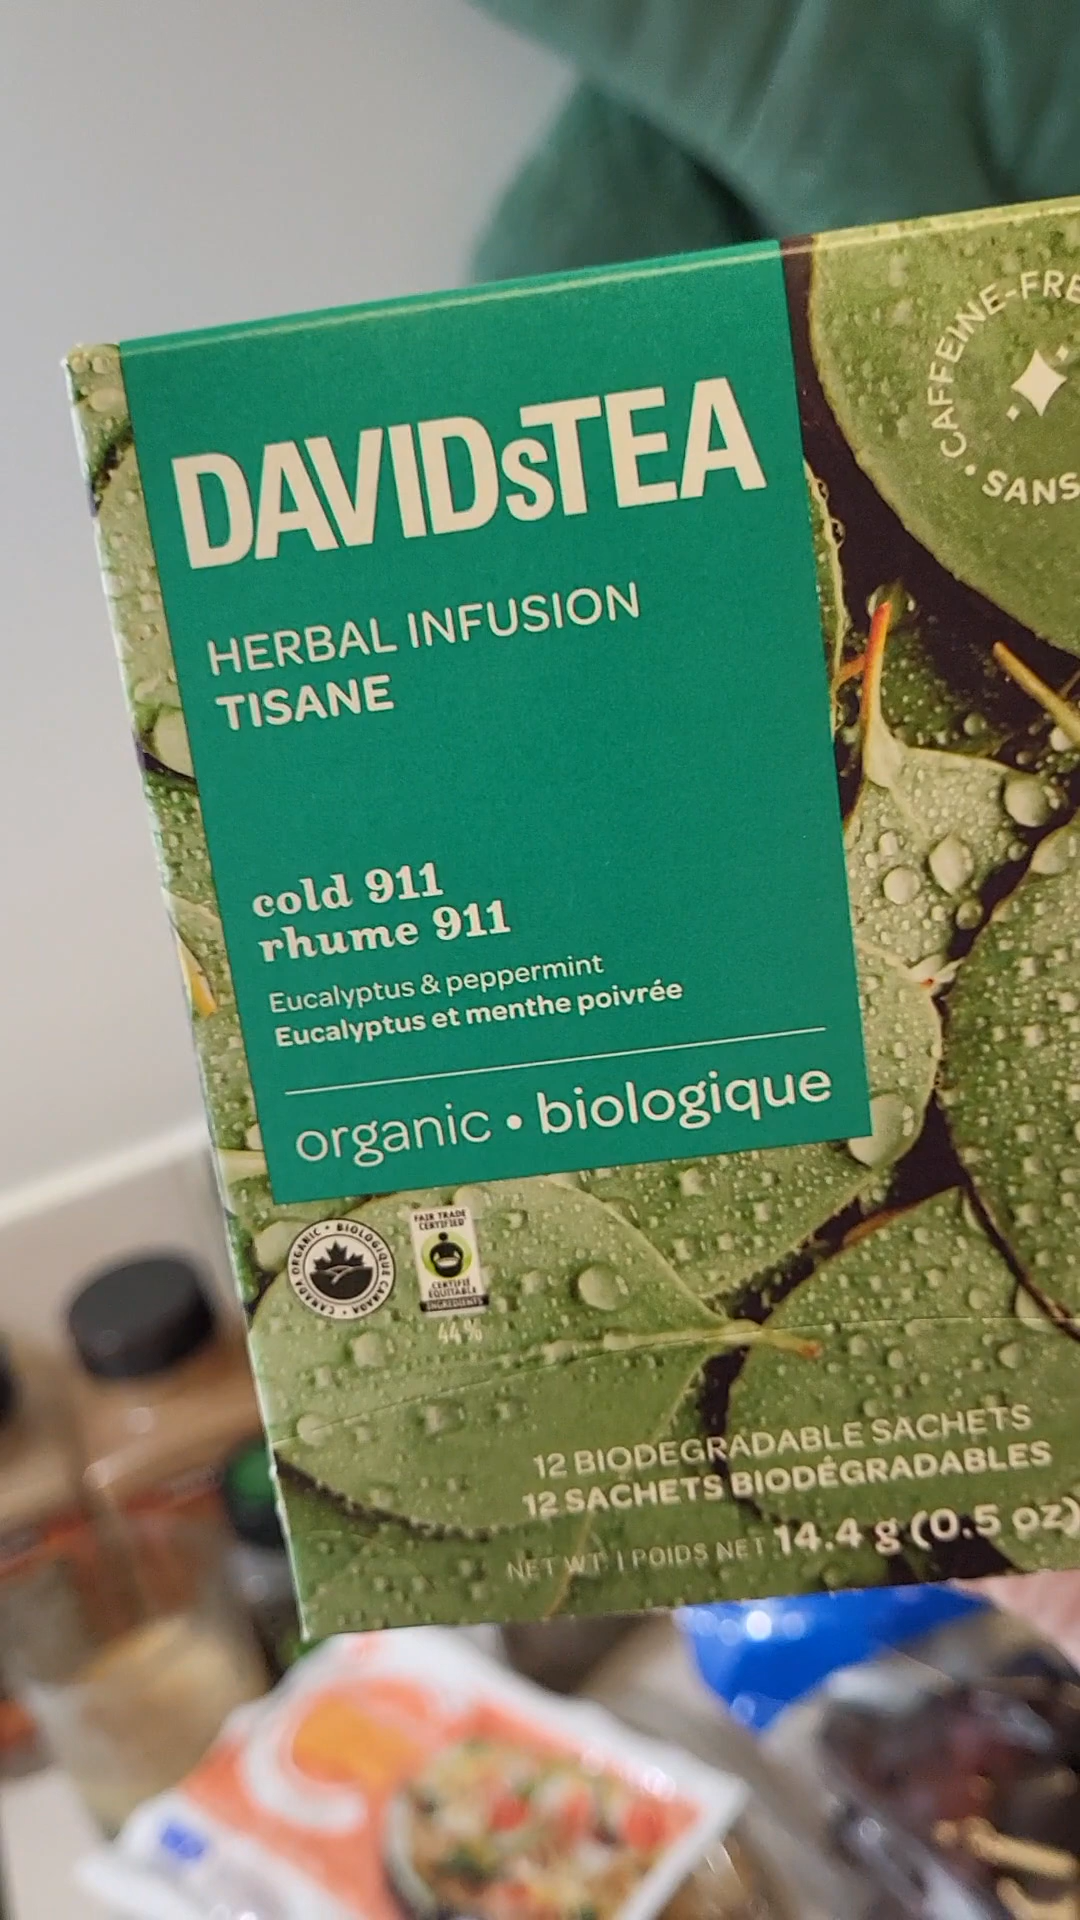 DAVIDsTEA
HERBAL INFUSION
TISANE
cold 911
rhume 911
Eucalyptus & peppermint
Eucalyptus et menthe poivrée
organic • biologique
CAFFEINE-FRE
• SANS
CANADA ORGANIC • BIOLOGIQUE CANADA •
FAIR TRADE
CERTIFIED
CERTIFIÉ
ÉQUITABLE
INGREDIENTS
44 %
12 BIODEGRADABLE SACHETS
12 SACHETS BIODÉGRADABLES
NET WT. | POIDS NET 14.4 g (0.5 oz)